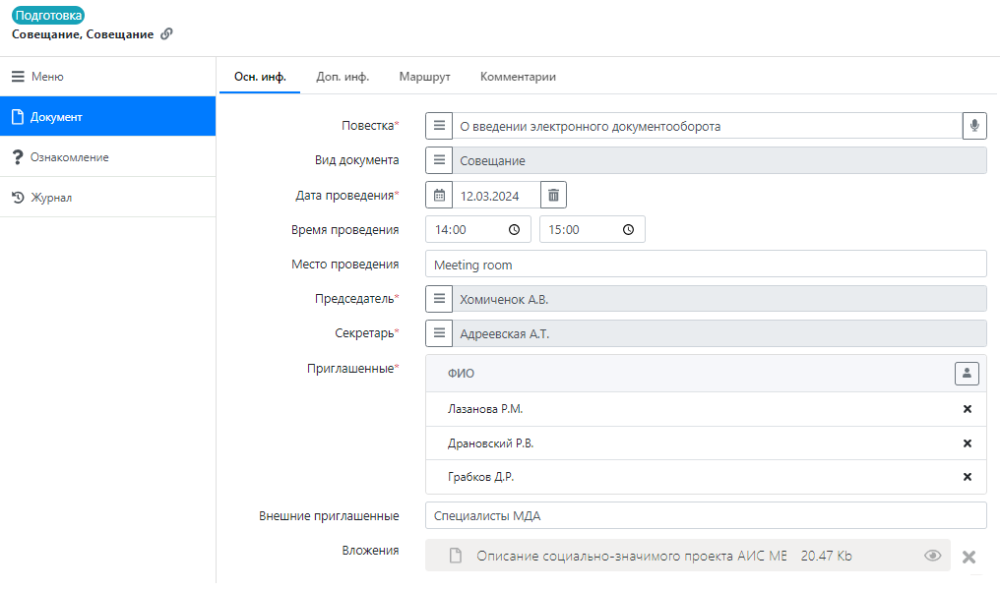 Подготовка
Совещание, Совещание
Меню
Документ
Ознакомление
Журнал
Осн. инф. Доп. инф. Маршрут Комментарии
Повестка* О введении электронного документооборота
Вид документа Совещание
Дата проведения* 12.03.2024
Время проведения 14:00 15:00
Место проведения Meeting room
Председатель* Хомиченок А.В.
Секретарь* Адреевская А.Т.
Приглашенные* ФИО
Лазанова Р.М.
Драновский Р.В.
Грабков Д.Р.
Внешние приглашенные Специалисты МДА
Вложения Описание социально-значимого проекта АИС МЕ 20.47 Kb